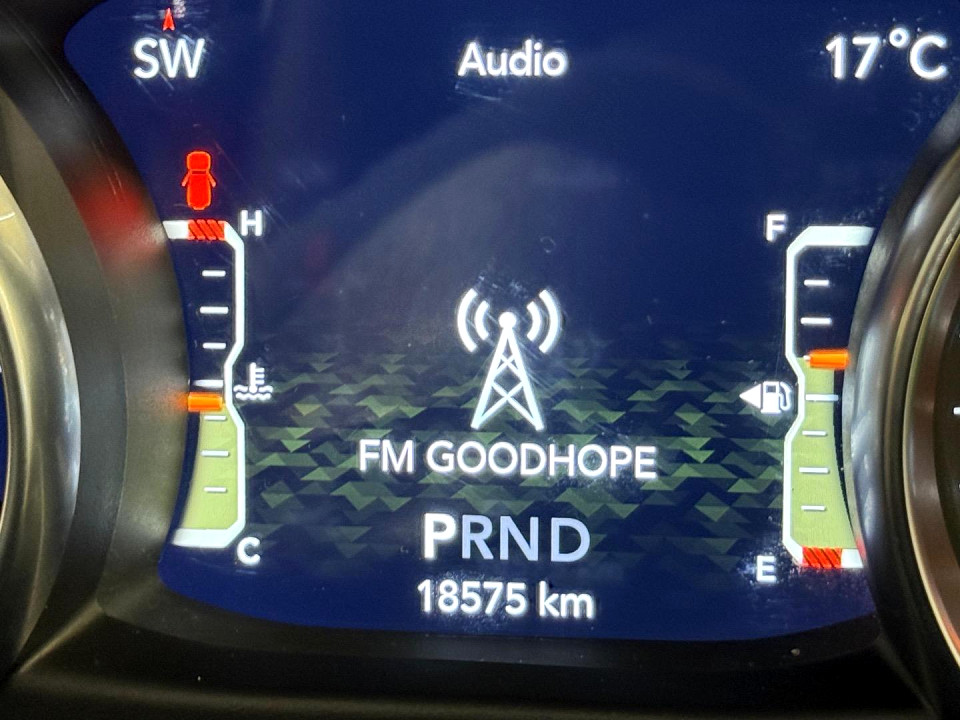 SW
Audio
17°C
H
F
FM GOODHOPE
PRND
C
E
18575 km